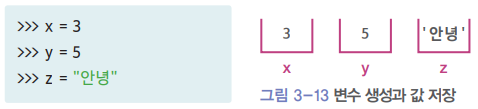 >>> x = 3
>>> y = 5
>>> z = "안녕"
3 5 '안녕'
x y z
그림 3-13 변수 생성과 값 저장